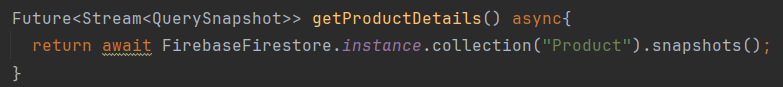 Future<Stream<QuerySnapshot>> getProductDetails() async{
return await FirebaseFirestore.instance.collection("Product").snapshots();
}